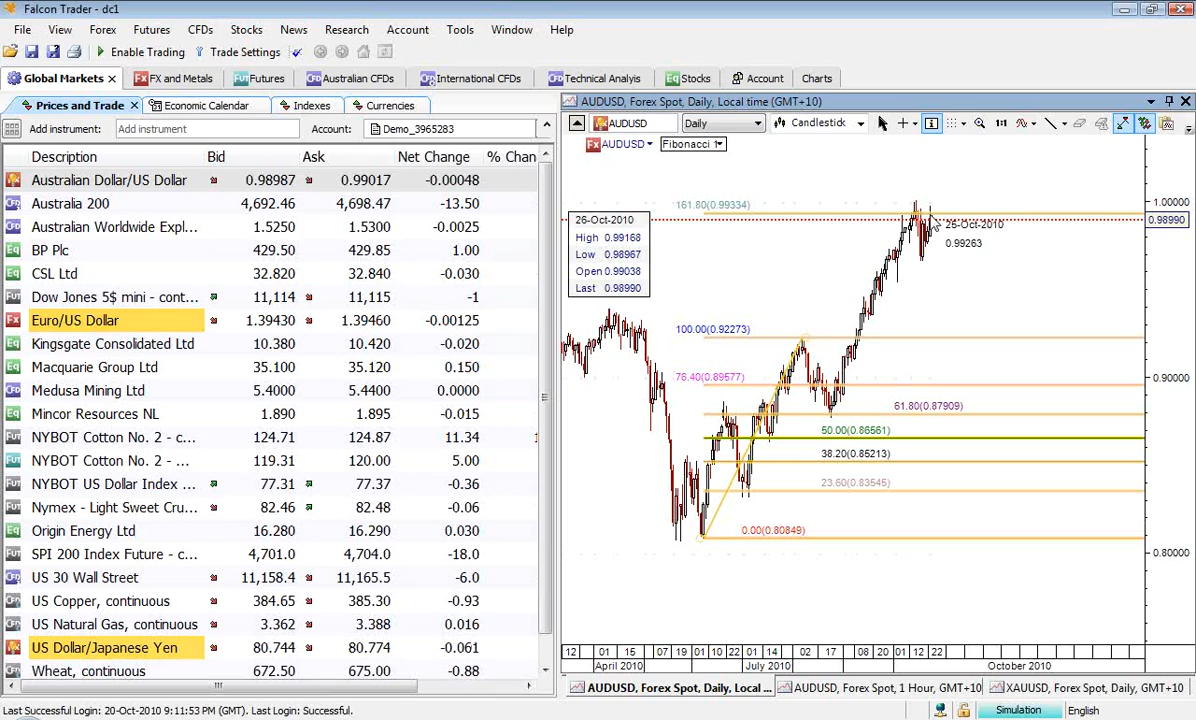 Falcon Trader - dc1
File View Forex Futures CFDs Stocks News Research Account Tools Window Help
Enable Trading Trade Settings
Global Markets FX and Metals Futures Australian CFDs International CFDs Technical Analyis Stocks Account Charts
Prices and Trade Economic Calendar Indexes Currencies
Add instrument: Add instrument Account: Demo_3965283
Description Bid Ask Net Change % Chan
Australian Dollar/US Dollar 0.98987 0.99017 -0.00048
Australia 200 4,692.46 4,698.47 -13.50
Australian Worldwide Expl... 1.5250 1.5300 -0.0025
BP Plc 429.50 429.85 1.00
CSL Ltd 32.820 32.840 -0.030
Dow Jones 5$ mini - cont... 11,114 11,115 -1
Euro/US Dollar 1.39430 1.39460 -0.00125
Kingsgate Consolidated Ltd 10.380 10.420 -0.020
Macquarie Group Ltd 35.100 35.120 0.150
Medusa Mining Ltd 5.4000 5.4400 0.0000
Mincor Resources NL 1.890 1.895 -0.015
NYBOT Cotton No. 2 - c... 124.71 124.87 11.34
NYBOT Cotton No. 2 - ... 119.31 120.00 5.00
NYBOT US Dollar Index ... 77.31 77.37 -0.36
Nymex - Light Sweet Cru... 82.46 82.48 -0.06
Origin Energy Ltd 16.280 16.290 0.030
SPI 200 Index Future - c... 4,701.0 4,704.0 -18.0
US 30 Wall Street 11,158.4 11,165.5 -6.0
US Copper, continuous 384.65 385.30 -0.93
US Natural Gas, continuous 3.362 3.388 0.016
US Dollar/Japanese Yen 80.744 80.774 -0.061
Wheat, continuous 672.50 675.00 -0.88
AUDUSD, Forex Spot, Daily, Local time (GMT+10)
AUDUSD Daily Candlestick 1:1
Fx AUDUSD Fibonacci 1
161.80(0.99334)
26-Oct-2010
High 0.99168
Low 0.98967
Open 0.99038
Last 0.98990
25-Oct-2010
0.99263
1.00000
0.98990
100.00(0.92273)
76.40(0.89577)
0.90000
61.80(0.87909)
50.00(0.86561)
38.20(0.85213)
23.60(0.83545)
0.00(0.80849)
0.80000
12 01 15 07 19 01 12 01 14 02 17 08 20 01 12 22
April 2010 July 2010 October 2010
AUDUSD, Forex Spot, Daily, Local ... AUDUSD, Forex Spot, 1 Hour, GMT+10 XAUUSD, Forex Spot, Daily, GMT+10
Last Successful Login: 20-Oct-2010 9:11:53 PM (GMT). Last Login: Successful. Simulation English